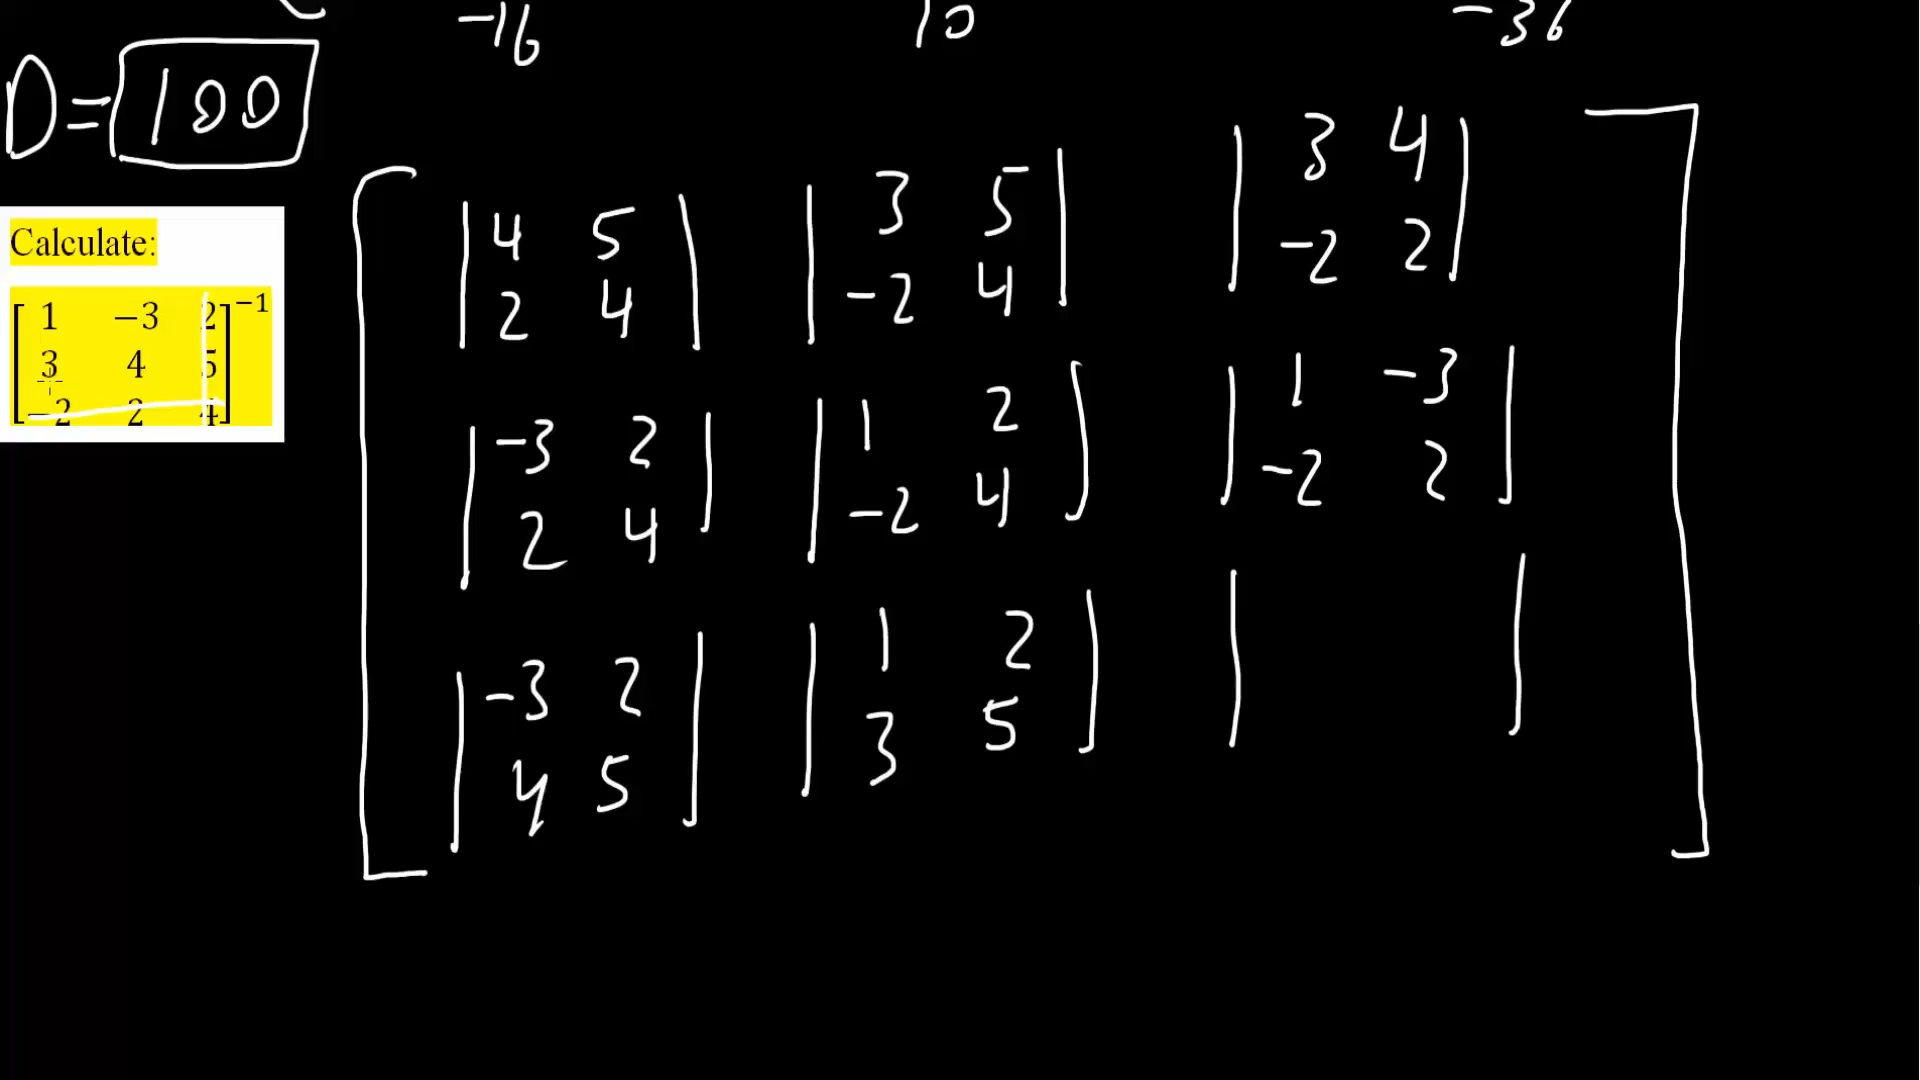 -16 10 -36
D= 100
Calculate:
[ 1 −3 2 ]−1
3 4 5
−2 2 4
| 4 5 | | 3 5 | | 3 4 |
| 2 4 | | -2 4 | | -2 2 |
| -3 2 | | 1 2 | | 1 -3 |
| 2 4 | | -2 4 | | -2 2 |
| -3 2 | | 1 2 | | |
| 4 5 | | 3 5 | | |